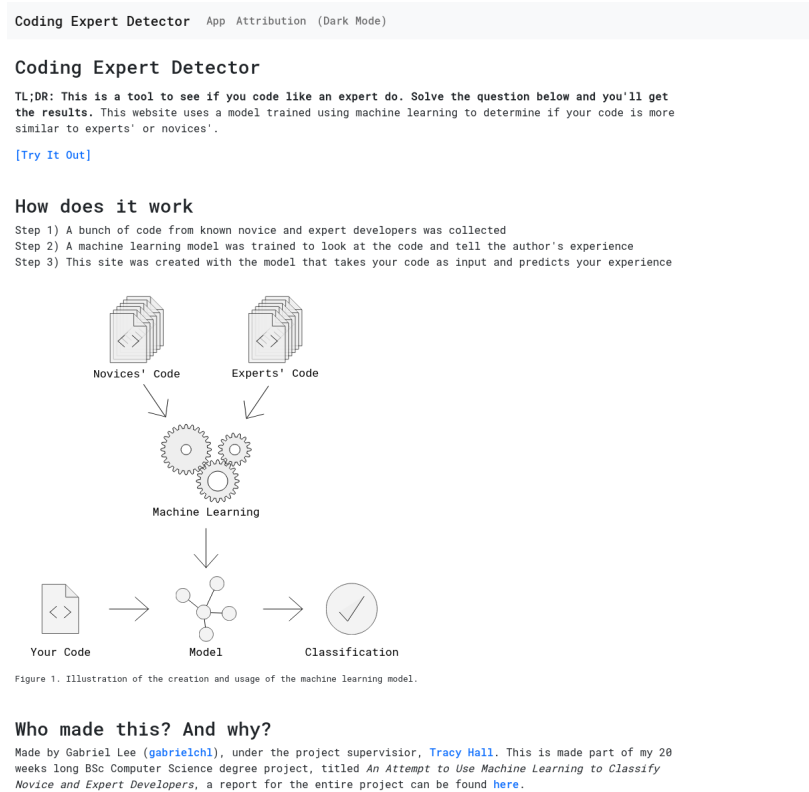 Coding Expert Detector App Attribution (Dark Mode)
Coding Expert Detector
TL;DR: This is a tool to see if you code like an expert do. Solve the question below and you'll get
the results. This website uses a model trained using machine learning to determine if your code is more
similar to experts' or novices'.
[Try It Out]
How does it work
Step 1) A bunch of code from known novice and expert developers was collected
Step 2) A machine learning model was trained to look at the code and tell the author's experience
Step 3) This site was created with the model that takes your code as input and predicts your experience
Novices' Code Experts' Code
Machine Learning
Your Code Model Classification
Figure 1. Illustration of the creation and usage of the machine learning model.
Who made this? And why?
Made by Gabriel Lee (gabrielchl), under the project supervisior, Tracy Hall. This is made part of my 20
weeks long BSc Computer Science degree project, titled An Attempt to Use Machine Learning to Classify
Novice and Expert Developers, a report for the entire project can be found here.